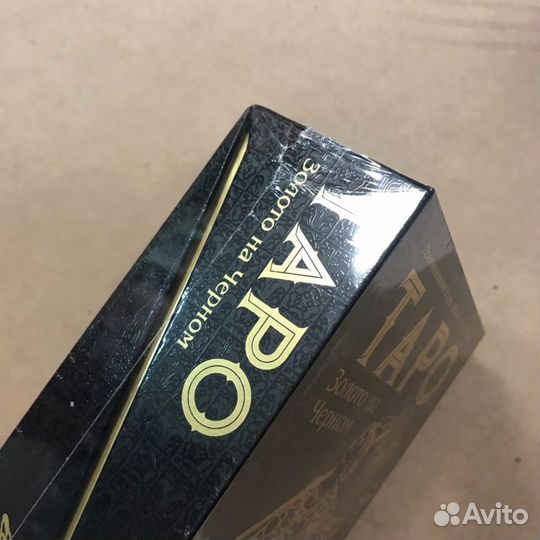 ТАРО
Золото на Черном
ТАРО
Золото на
Черном
Avito